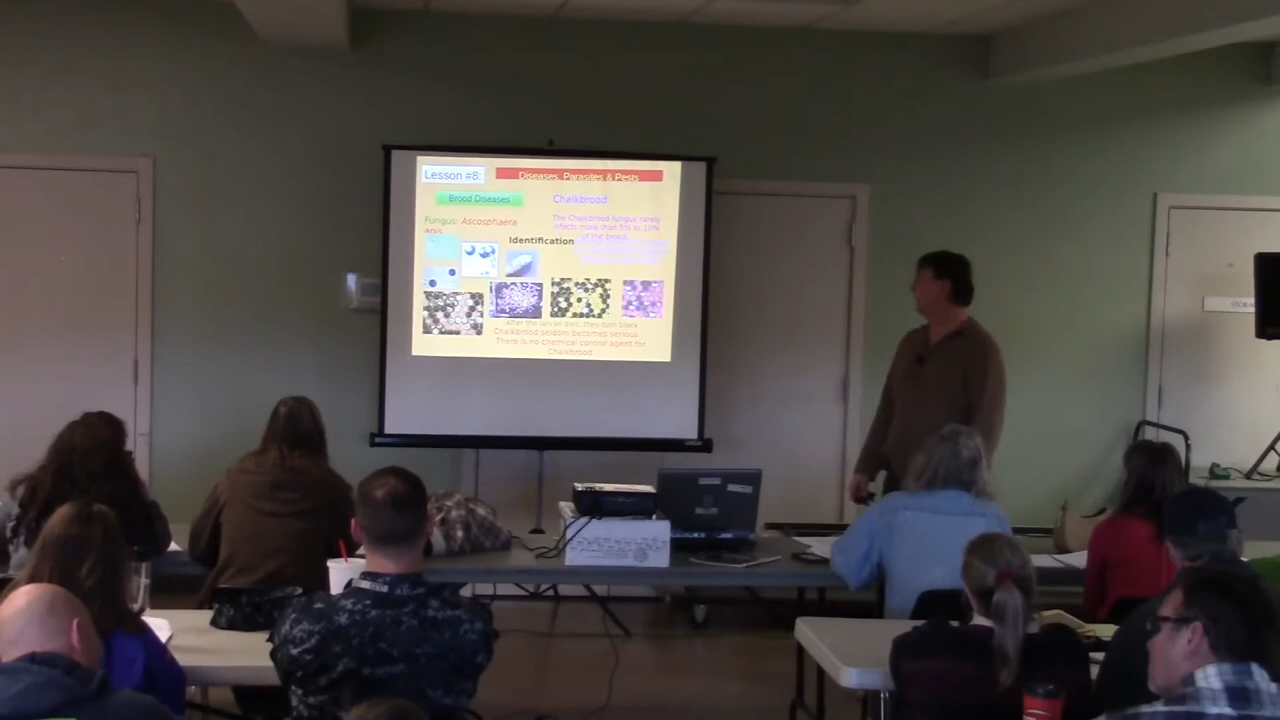 Lesson #8:
Diseases, Parasites & Pests
Brood Diseases
Chalkbrood
Fungus: Ascosphaera
apis
The Chalkbrood fungus rarely
infects more than 5% to 10%
of the brood
Identification
After the larvae dies, they turn black
Chalkbrood seldom becomes serious
There is no chemical control agent for
Chalkbrood